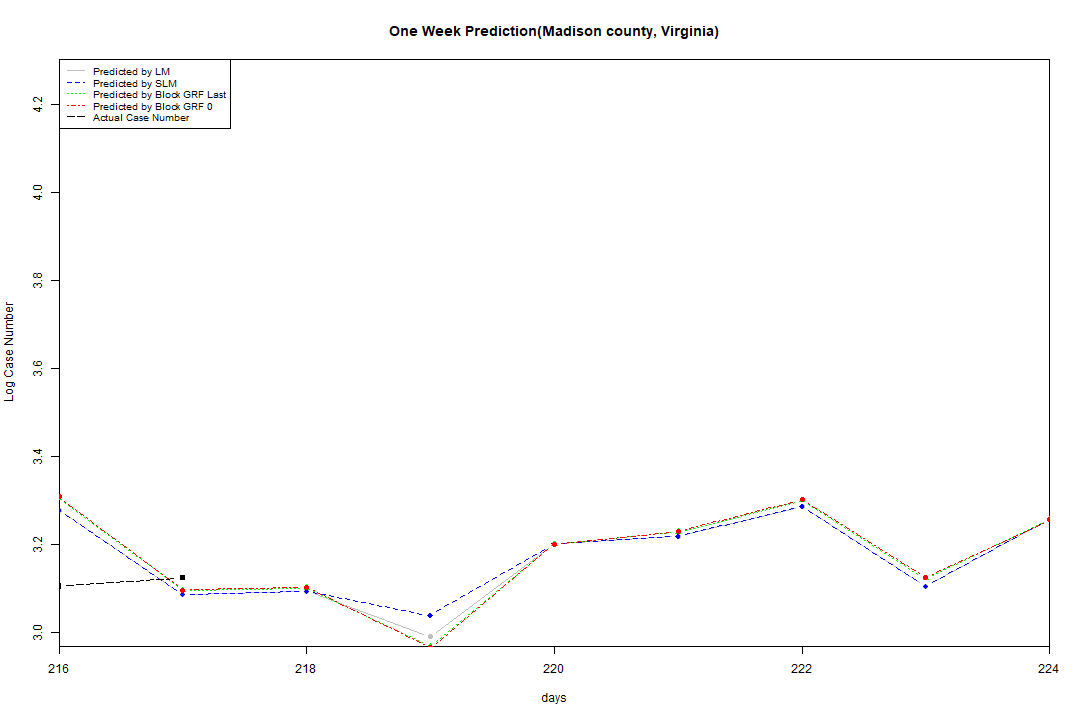 One Week Prediction(Madison county, Virginia)
Predicted by LM
Predicted by SLM
Predicted by Block GRF Last
Predicted by Block GRF 0
Actual Case Number
4.2
4.0
3.8
3.6
3.4
3.2
3.0
Log Case Number
216
218
220
222
224
days